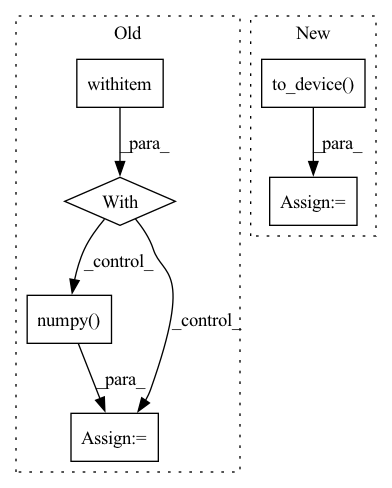 Old
New
withitem
to_device()
_para_
_para_
With
Assign:=
_control_
_control_
numpy()
_para_
Assign:=